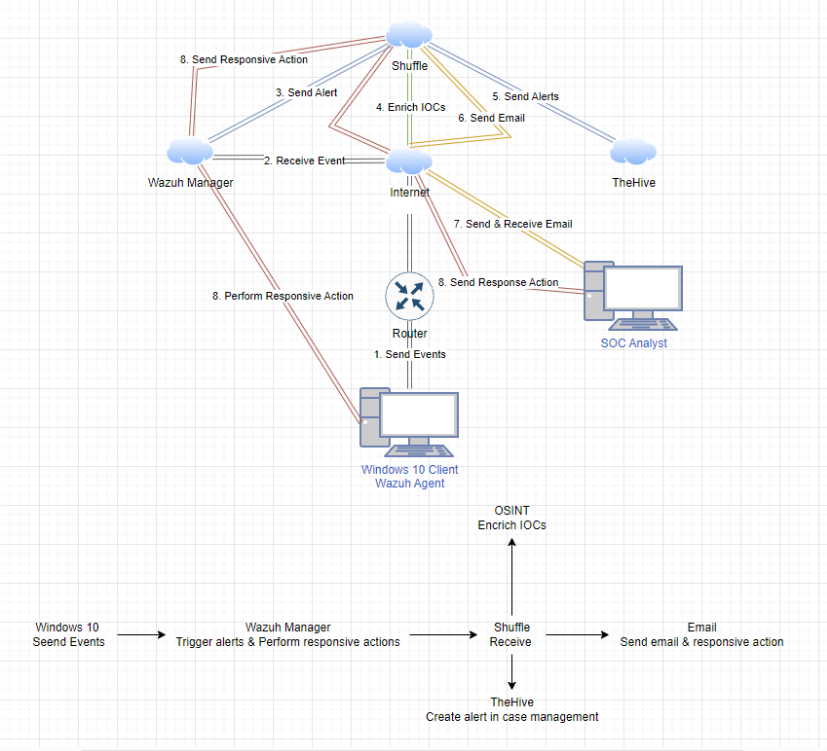 Shuffle
8. Send Responsive Action
3. Send Alert
4. Enrich IOCs
5. Send Alerts
6. Send Email
2. Receive Event
Wazuh Manager
Internet
TheHive
7. Send & Receive Email
8. Send Response Action
8. Perform Responsive Action
Router
SOC Analyst
1. Send Events
Windows 10 Client
Wazuh Agent
OSINT
Encrich IOCs
Windows 10
Seend Events
Wazuh Manager
Trigger alerts & Perform responsive actions
Shuffle
Receive
Email
Send email & responsive action
TheHive
Create alert in case management